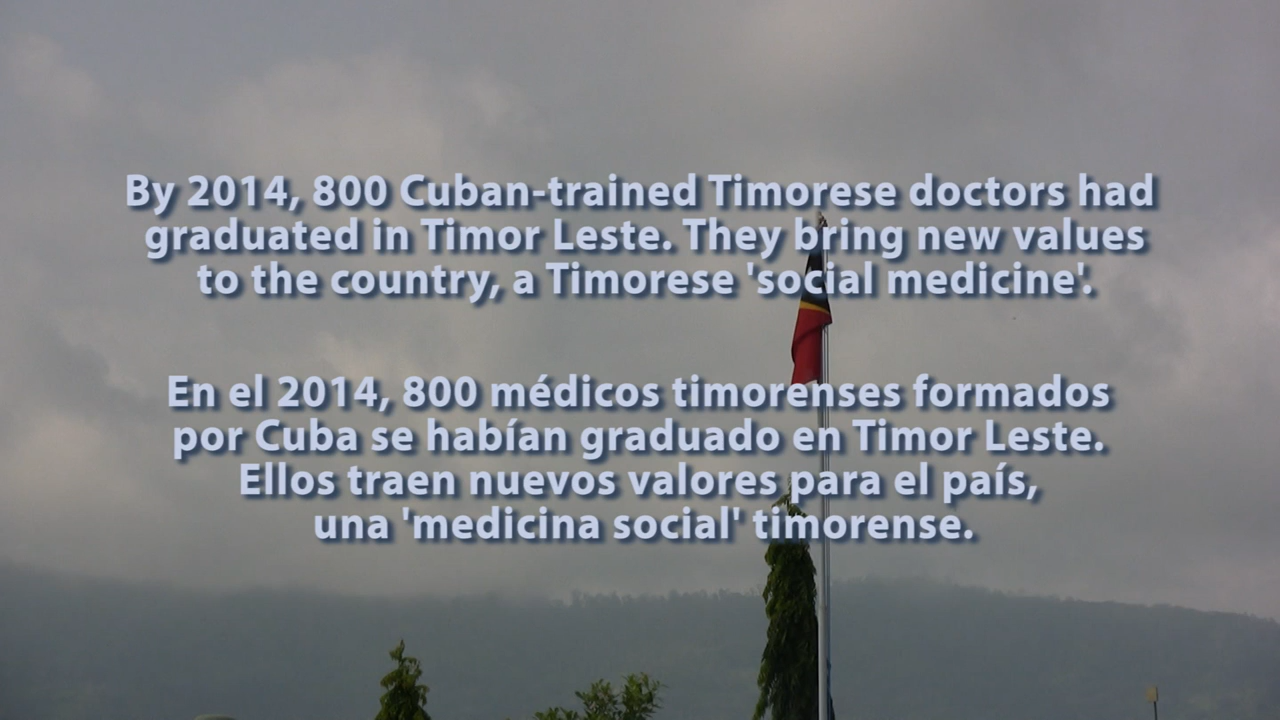 By 2014, 800 Cuban-trained Timorese doctors had
graduated in Timor Leste. They bring new values
to the country, a Timorese 'social medicine'.
En el 2014, 800 médicos timorenses formados
por Cuba se habían graduado en Timor Leste.
Ellos traen nuevos valores para el país,
una 'medicina social' timorense.